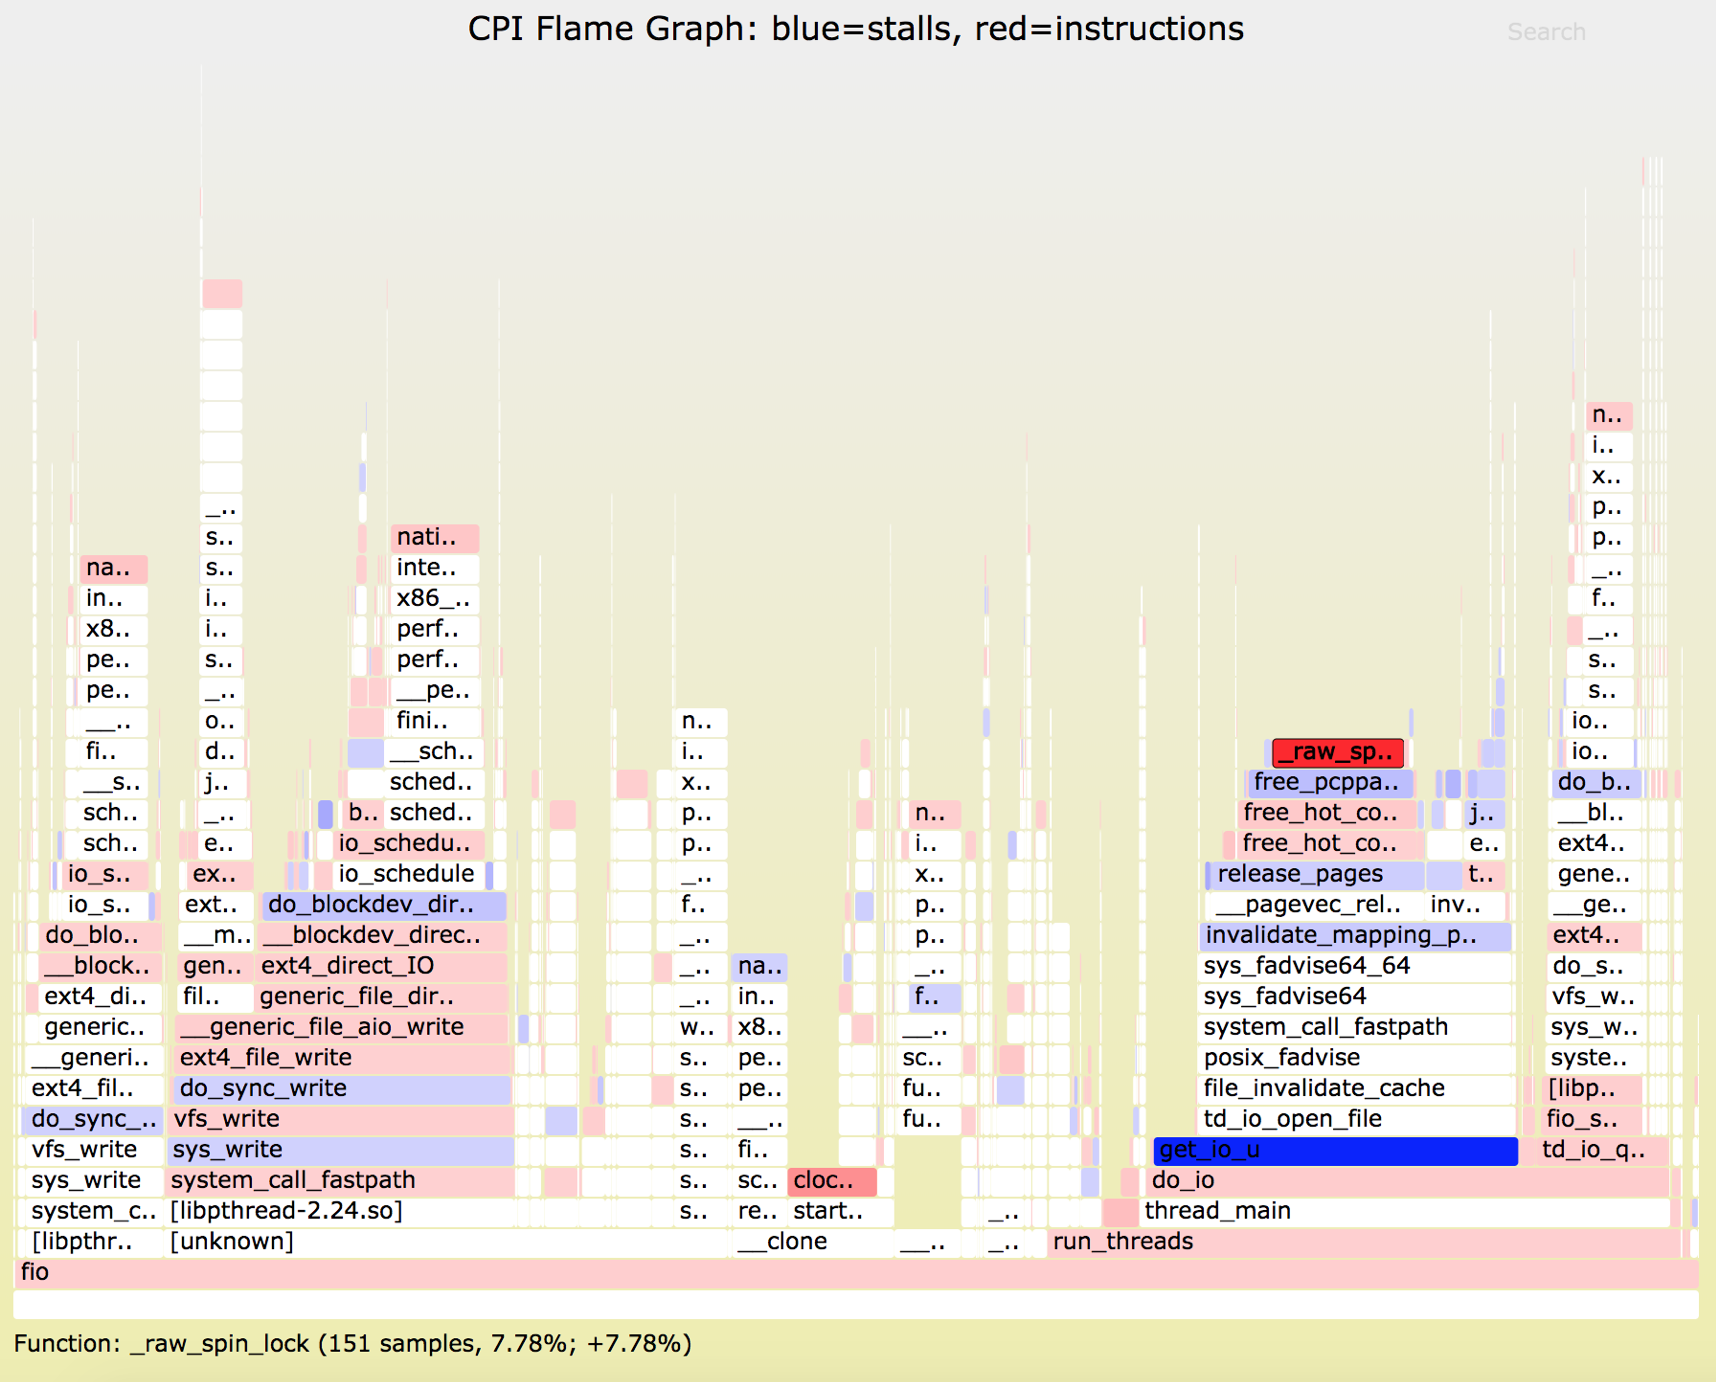 CPI Flame Graph: blue=stalls, red=instructions
Search
n..
i..
x..
_.. p..
s.. nati.. p..
na.. s.. inte.. _..
in.. i.. x86_.. f..
x8.. i.. perf.. _..
pe.. s.. perf.. s..
pe.. _.. __pe.. s..
__.. o.. fini.. n.. io..
fi.. d.. __sch.. i.. _raw_sp.. io..
__s.. j.. sched.. x.. free_pcppa.. do_b..
sch.. _.. b.. sched.. p.. n.. free_hot_co.. j.. __bl..
sch.. e.. io_schedu.. p.. i.. free_hot_co.. e.. ext4..
io_s.. ex.. io_schedule _.. x.. release_pages t.. gene..
io_s.. ext.. do_blockdev_dir.. f.. p.. __pagevec_rel.. inv.. __ge..
do_blo.. __m.. __blockdev_direc.. _.. p.. invalidate_mapping_p.. ext4..
__block.. gen.. ext4_direct_IO _.. na.. _.. sys_fadvise64_64 do_s..
ext4_di.. fil.. generic_file_dir.. _.. in.. f.. sys_fadvise64 vfs_w..
generic.. __generic_file_aio_write w.. x8.. __.. system_call_fastpath sys_w..
__generi.. ext4_file_write s.. pe.. sc.. posix_fadvise syste..
ext4_fil.. do_sync_write s.. pe.. fu.. file_invalidate_cache [libp..
do_sync_.. vfs_write s.. __.. fu.. td_io_open_file fio_s..
vfs_write sys_write s.. fi.. get_io_u td_io_q..
sys_write system_call_fastpath s.. sc.. cloc.. do_io
system_c.. [libpthread-2.24.so] s.. re.. start.. _.. thread_main
[libpthr.. [unknown] __clone __.. _.. run_threads
fio
Function: _raw_spin_lock (151 samples, 7.78%; +7.78%)